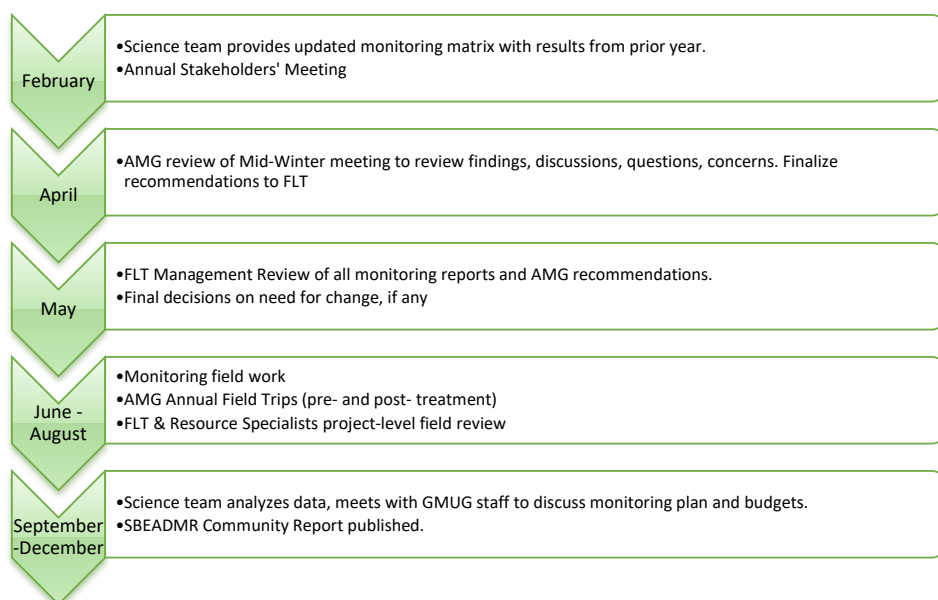 February
•Science team provides updated monitoring matrix with results from prior year.
•Annual Stakeholders' Meeting
April
•AMG review of Mid-Winter meeting to review findings, discussions, questions, concerns. Finalize
recommendations to FLT
May
•FLT Management Review of all monitoring reports and AMG recommendations.
•Final decisions on need for change, if any
June -
August
•Monitoring field work
•AMG Annual Field Trips (pre- and post- treatment)
•FLT & Resource Specialists project-level field review
September
-December
•Science team analyzes data, meets with GMUG staff to discuss monitoring plan and budgets.
•SBEADMR Community Report published.